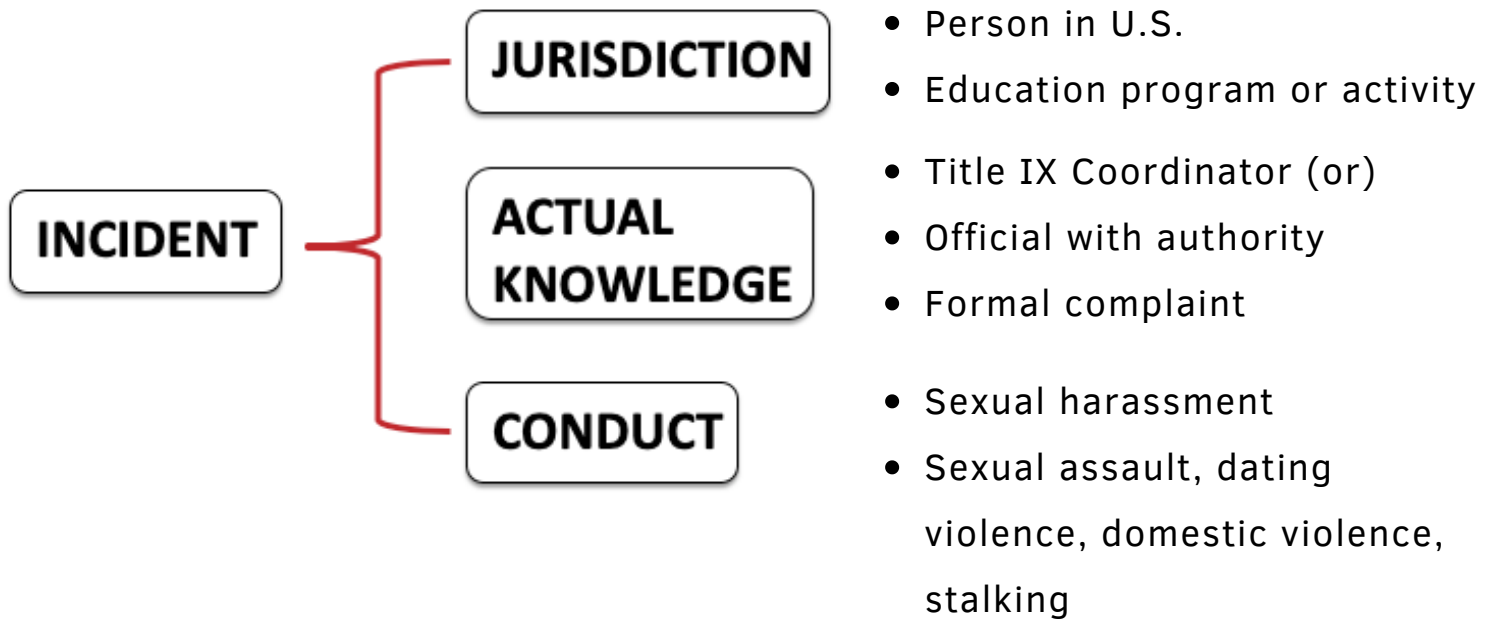 INCIDENT
JURISDICTION
• Person in U.S.
• Education program or activity
ACTUAL
KNOWLEDGE
• Title IX Coordinator (or)
• Official with authority
• Formal complaint
CONDUCT
• Sexual harassment
• Sexual assault, dating
violence, domestic violence,
stalking